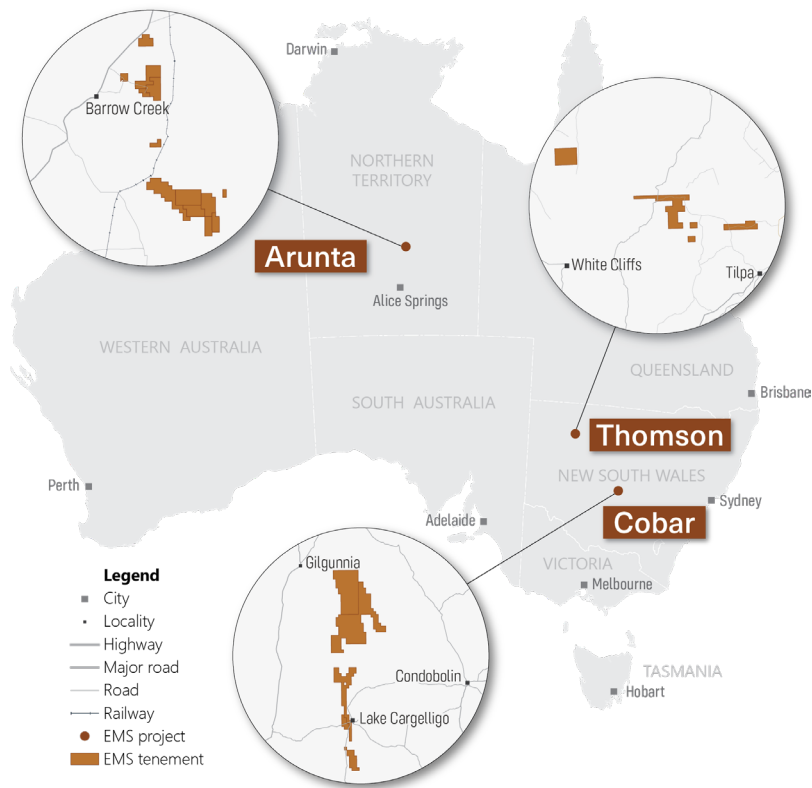 Darwin
Barrow Creek
NORTHERN
TERRITORY
Arunta
Alice Springs
White Cliffs
Tilpa
WESTERN AUSTRALIA
SOUTH AUSTRALIA
QUEENSLAND
Brisbane
Thomson
NEW SOUTH WALES
Perth
Sydney
Adelaide
Cobar
VICTORIA
Melbourne
Gilgunnia
Condobolin
Lake Cargelligo
TASMANIA
Hobart
Legend
City
Locality
Highway
Major road
Road
Railway
EMS project
EMS tenement